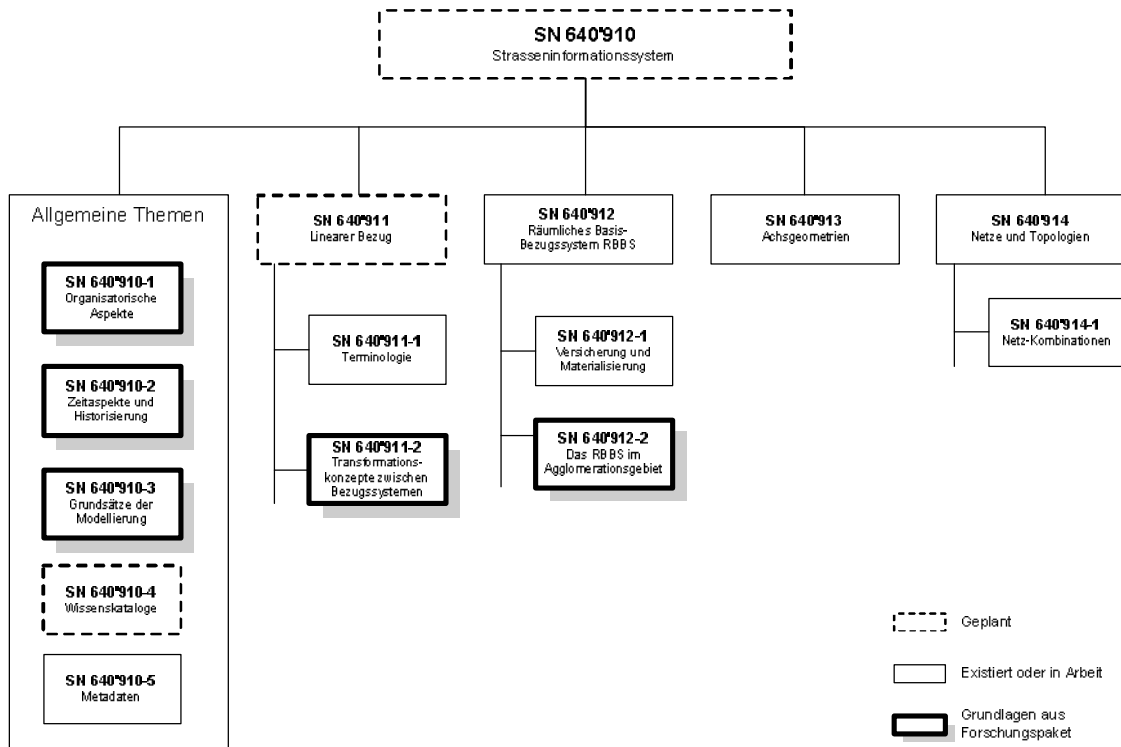 SN 640'910
Strasseninformationssystem
Allgemeine Themen
SN 640'910-1
Organisatorische
Aspekte
SN 640'910-2
Zeitaspekte und
Historisierung
SN 640'910-3
Grundsätze der
Modellierung
SN 640'910-4
Wissenskataloge
SN 640'910-5
Metadaten
SN 640'911
Linearer Bezug
SN 640'911-1
Terminologie
SN 640'911-2
Transformations-
konzepte zwischen
Bezugssystemen
SN 640'912
Räumliches Basis-
Bezugssystem RBBS
SN 640'912-1
Versicherung und
Materialisierung
SN 640'912-2
Das RBBS im
Agglomerationsgebiet
SN 640'913
Achsgeometrien
SN 640'914
Netze und Topologien
SN 640'914-1
Netz-Kombinationen
Geplant
Existiert oder in Arbeit
Grundlagen aus
Forschungspaket